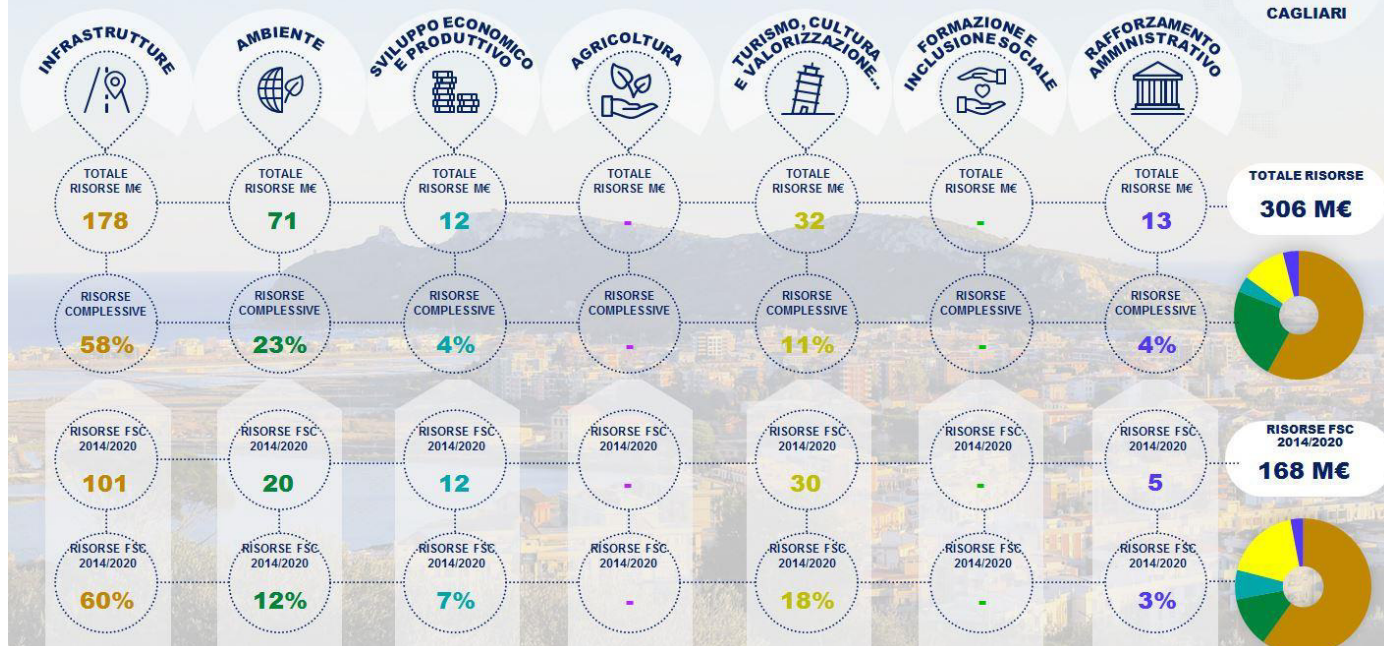 CAGLIARI
INFRASTRUTTURE
AMBIENTE
SVILUPPO ECONOMICO
E PRODUTTIVO
AGRICOLTURA
TURISMO, CULTURA
E VALORIZZAZIONE...
FORMAZIONE E
INCLUSIONE SOCIALE
RAFFORZAMENTO
AMMINISTRATIVO
TOTALE
RISORSE M€
178
TOTALE
RISORSE M€
71
TOTALE
RISORSE M€
12
TOTALE
RISORSE M€
-
TOTALE
RISORSE M€
32
TOTALE
RISORSE M€
-
TOTALE
RISORSE M€
13
TOTALE RISORSE
306 M€
RISORSE
COMPLESSIVE
58%
RISORSE
COMPLESSIVE
23%
RISORSE
COMPLESSIVE
4%
RISORSE
COMPLESSIVE
-
RISORSE
COMPLESSIVE
11%
RISORSE
COMPLESSIVE
-
RISORSE
COMPLESSIVE
4%
RISORSE FSC
2014/2020
101
RISORSE FSC
2014/2020
20
RISORSE FSC
2014/2020
12
RISORSE FSC
2014/2020
-
RISORSE FSC
2014/2020
30
RISORSE FSC
2014/2020
-
RISORSE FSC
2014/2020
5
RISORSE FSC
2014/2020
168 M€
RISORSE FSC
2014/2020
60%
RISORSE FSC
2014/2020
12%
RISORSE FSC
2014/2020
7%
RISORSE FSC
2014/2020
-
RISORSE FSC
2014/2020
18%
RISORSE FSC
2014/2020
-
RISORSE FSC
2014/2020
3%